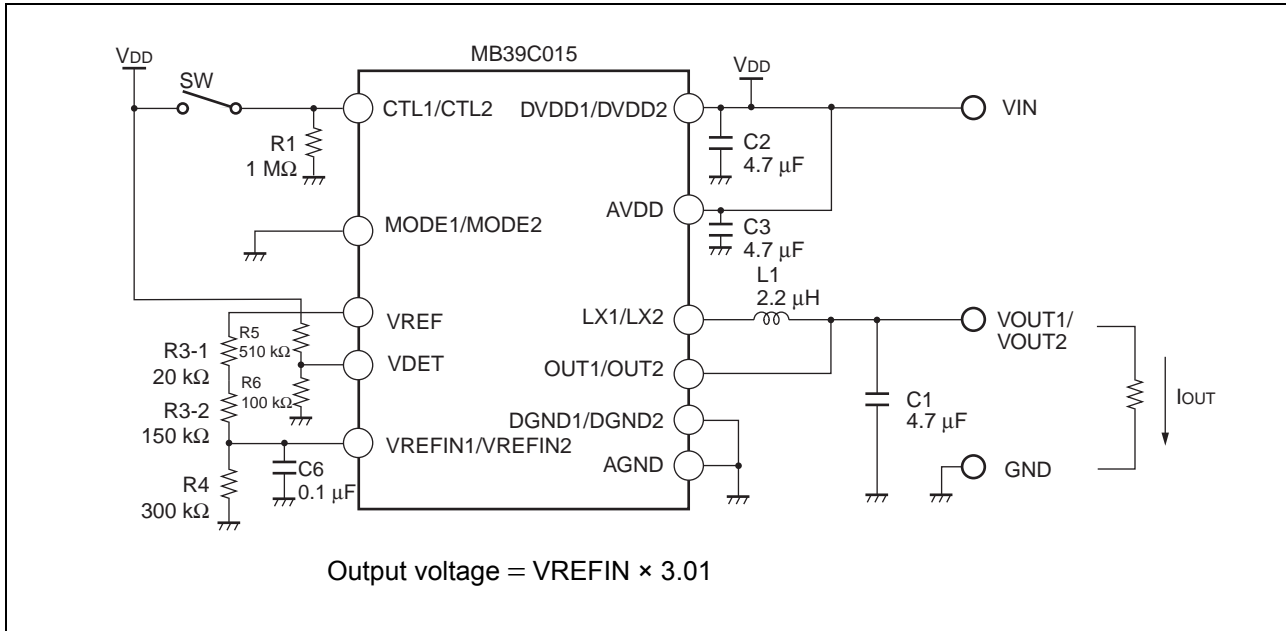 MB39C015
VDD
SW
R1
1 MΩ
CTL1/CTL2
MODE1/MODE2
VREF
VDET
VREFIN1/VREFIN2
R3-1
20 kΩ
R3-2
150 kΩ
R4
300 kΩ
R5
510 kΩ
R6
100 kΩ
C6
0.1 μF
DVDD1/DVDD2
AVDD
LX1/LX2
OUT1/OUT2
DGND1/DGND2
AGND
VDD
C2
4.7 μF
C3
4.7 μF
L1
2.2 μH
C1
4.7 μF
VIN
VOUT1/
VOUT2
IOUT
GND
Output voltage = VREFIN × 3.01